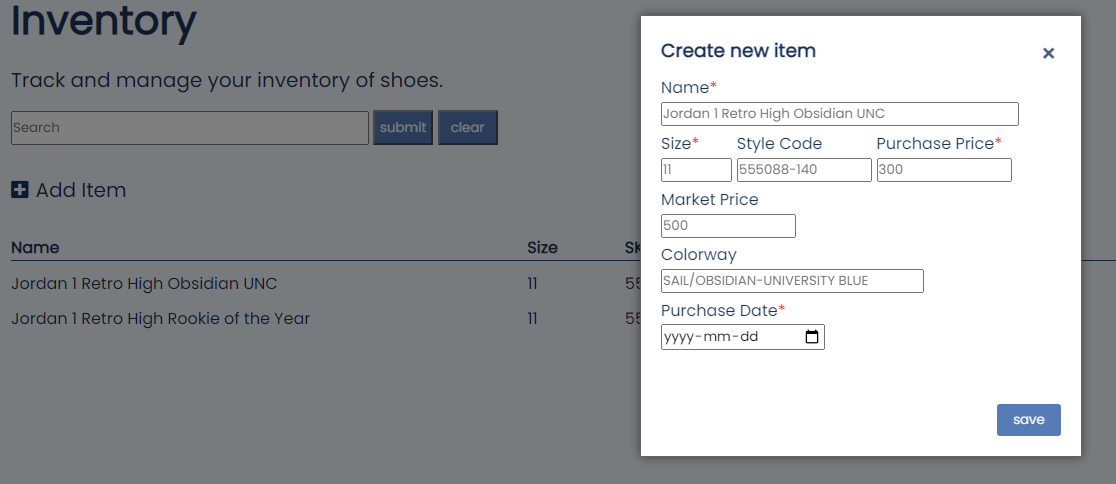 Inventory
Track and manage your inventory of shoes.
Search submit clear
Add Item
Name Size
Jordan 1 Retro High Obsidian UNC 11
Jordan 1 Retro High Rookie of the Year 11
Create new item ×
Name*
Jordan 1 Retro High Obsidian UNC
Size* Style Code Purchase Price*
11 555088-140 300
Market Price
500
Colorway
SAIL/OBSIDIAN-UNIVERSITY BLUE
Purchase Date*
yyyy-mm-dd
save